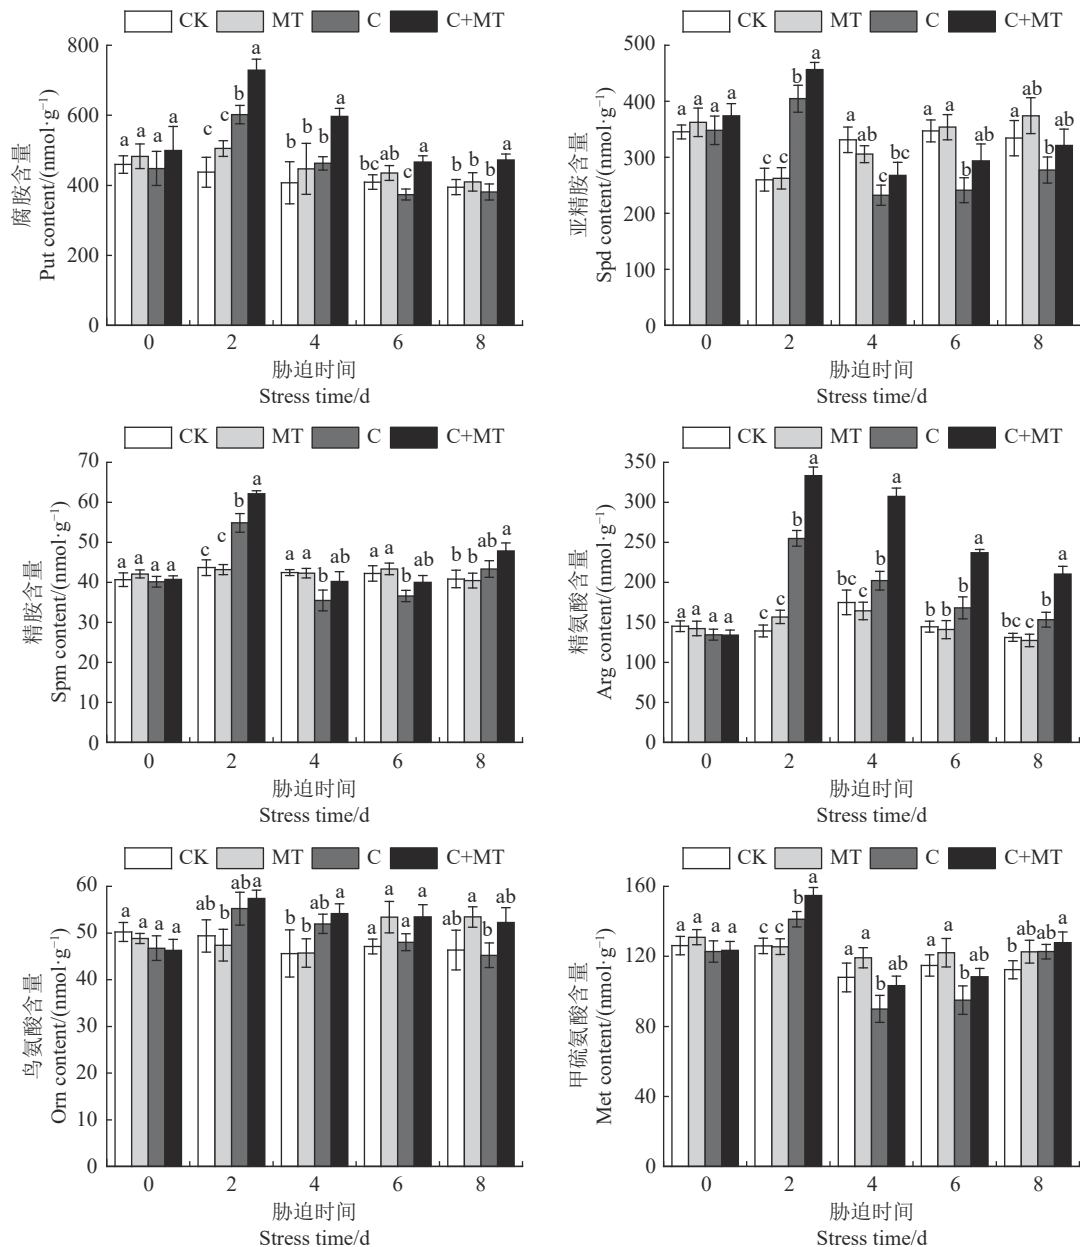 CK MT C C+MT
腐胺含量
Put content/(nmol·g⁻¹)
800
600
400
200
0
a a a a
c c b a
b b b a
bc ab c a
b b b a
0 2 4 6 8
胁迫时间
Stress time/d
CK MT C C+MT
亚精胺含量
Spd content/(nmol·g⁻¹)
500
400
300
200
100
0
a a a a
c c b a
a ab c bc
a a b ab
a ab b ab
0 2 4 6 8
胁迫时间
Stress time/d
CK MT C C+MT
精胺含量
Spm content/(nmol·g⁻¹)
70
60
50
40
30
20
10
0
a a a a
c c b a
a a b ab
a a b ab
b b ab a
0 2 4 6 8
胁迫时间
Stress time/d
CK MT C C+MT
精氨酸含量
Arg content/(nmol·g⁻¹)
350
300
250
200
150
100
50
0
a a a a
c c b a
bc c b a
b b b a
bc c b a
0 2 4 6 8
胁迫时间
Stress time/d
CK MT C C+MT
鸟氨酸含量
Orn content/(nmol·g⁻¹)
60
50
40
30
20
10
0
a a a a
ab b ab a
b b ab a
a a a a
ab a b ab
0 2 4 6 8
胁迫时间
Stress time/d
CK MT C C+MT
甲硫氨酸含量
Met content/(nmol·g⁻¹)
160
120
80
40
0
a a a a
c c b a
a a b ab
a a b ab
b ab ab a
0 2 4 6 8
胁迫时间
Stress time/d